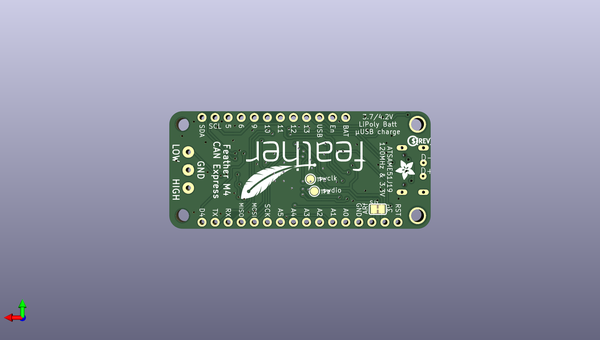 3.7/4.2V
LiPoly Batt
µUSB charge
SDA SCL 5 6 9 10 11 12 13 USB En BAT
REV
LOW
GND
HIGH
Feather M4
CAN Express
feather
ATSAME51J19
120MHz & 3.3V
D4 TX RX MISO MOSI SCK A5 A4 A3 A2 A1 A0 GND RST